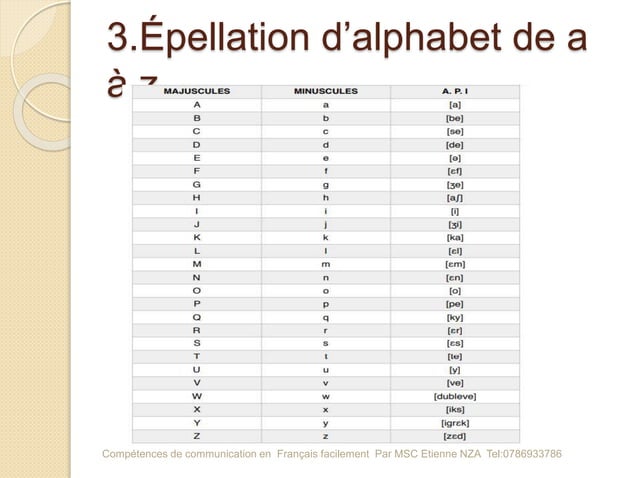 3.Épellation d’alphabet de a
à z
MAJUSCULES MINUSCULES A. P. I
A a [a]
B b [be]
C c [se]
D d [de]
E e [ə]
F f [ɛf]
G g [ʒe]
H h [aʃ]
I i [i]
J j [ʒi]
K k [ka]
L l [ɛl]
M m [ɛm]
N n [ɛn]
O o [o]
P p [pe]
Q q [ky]
R r [ɛr]
S s [ɛs]
T t [te]
U u [y]
V v [ve]
W w [dubleve]
X x [iks]
Y y [igrɛk]
Z z [zɛd]
Compétences de communication en Français facilement Par MSC Etienne NZA Tel:0786933786